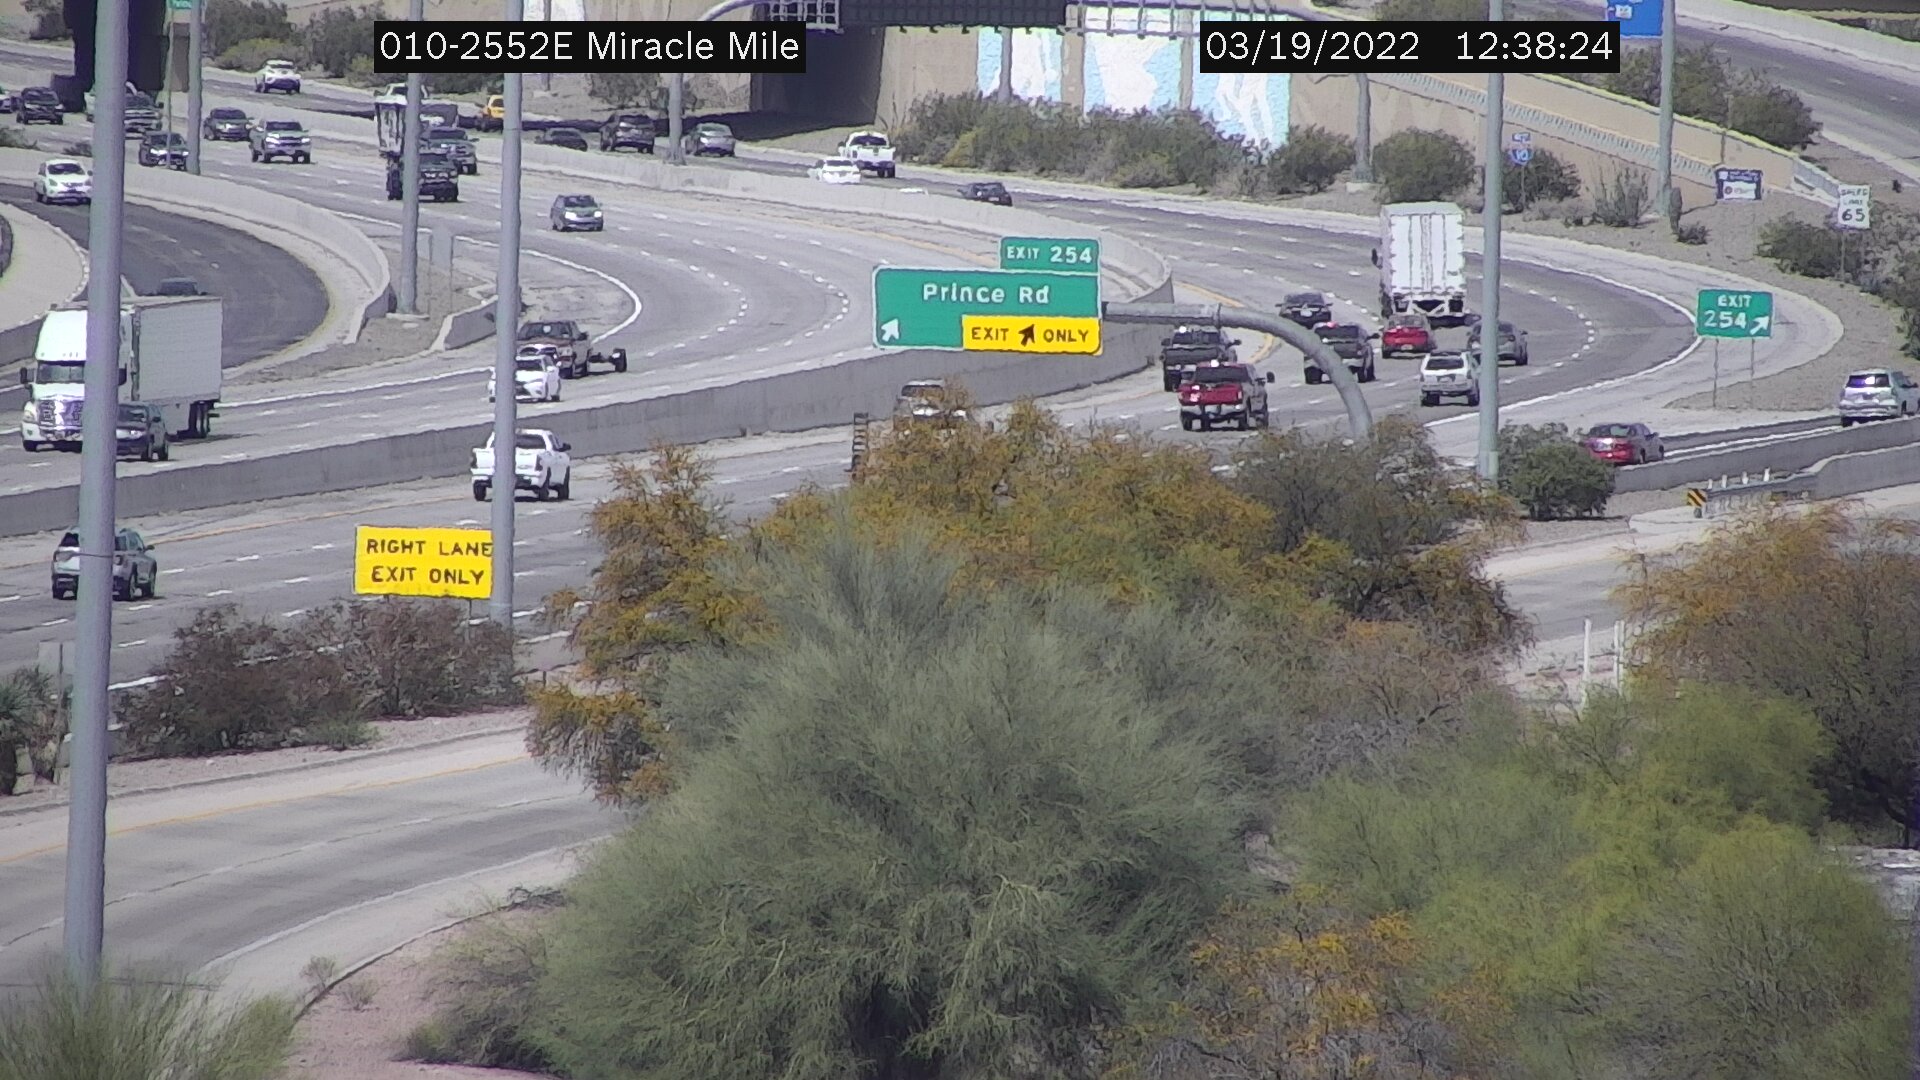 010-2552E Miracle Mile
03/19/2022 12:38:24
SPEED
LIMIT
65
EXIT 254
Prince Rd
EXIT ONLY
EXIT
254
RIGHT LANE
EXIT ONLY